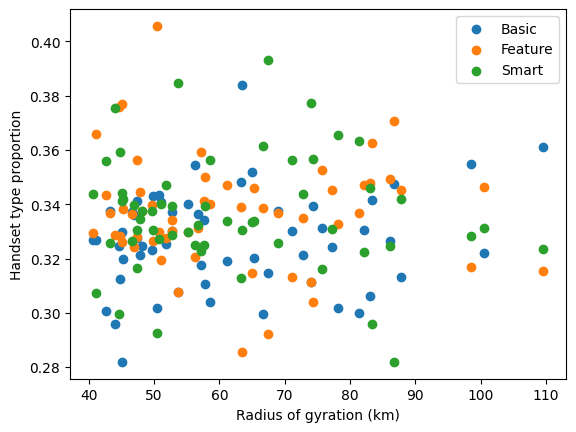 Basic
Feature
Smart
0.40
0.38
0.36
0.34
0.32
0.30
0.28
Handset type proportion
40 50 60 70 80 90 100 110
Radius of gyration (km)